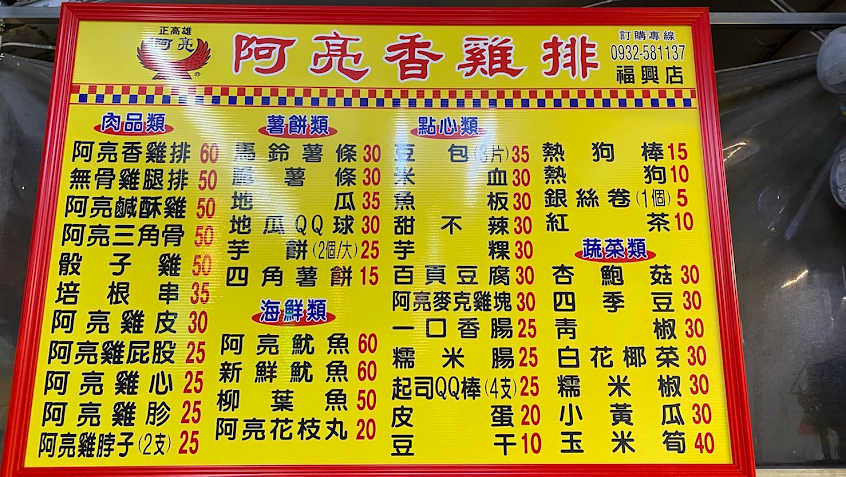 正高雄
阿亮
®
阿亮香雞排
訂購專線
0932-581137
福興店
肉品類
阿亮香雞排 60
無骨雞腿排 50
阿亮鹹酥雞 50
阿亮三角骨 50
骰子雞 50
培根串 35
阿亮雞皮 30
阿亮雞屁股 25
阿亮雞心 25
阿亮雞胗 25
阿亮雞脖子(2支) 25
薯餅類
馬鈴薯條 30
脆薯條 30
地瓜 35
地瓜QQ球 30
芋餅(2個/大) 25
四角薯餅 15
海鮮類
阿亮魷魚 60
新鮮魷魚 60
柳葉魚 50
阿亮花枝丸 20
點心類
豆包(3片) 35
米血 30
魚板 30
甜不辣 30
芋粿 30
百頁豆腐 30
阿亮麥克雞塊 30
一口香腸 25
糯米腸 25
起司QQ棒(4支) 25
皮蛋 20
豆干 10
熱狗棒 15
熱狗 10
銀絲卷(1個) 5
紅茶 10
蔬菜類
杏鮑菇 30
四季豆 30
青椒 30
白花椰菜 30
糯米椒 30
小黃瓜 30
玉米筍 40